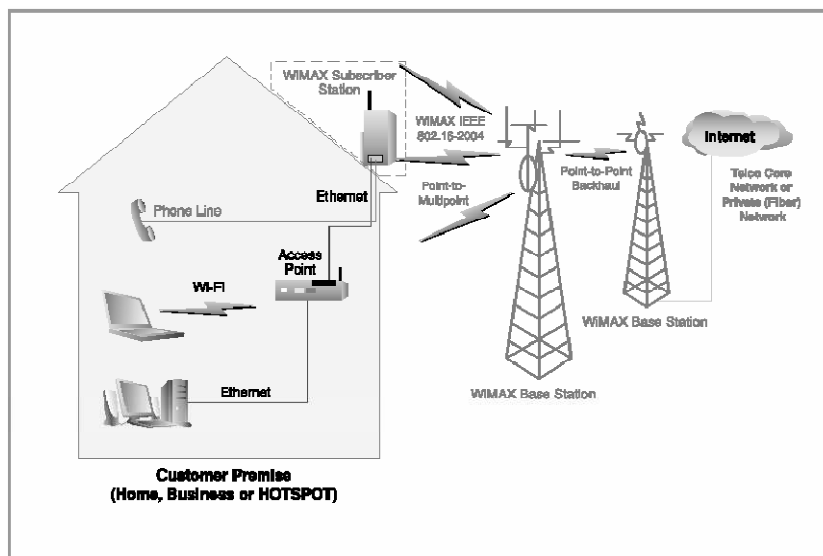 WiMAX Subscriber
Station
WiMAX IEEE
802.16-2004
Internet
Ethernet
Point-to-
Multipoint
Point-to-Point
Backhaul
Telco Core
Network or
Private (Fiber)
Network
Phone Line
Access
Point
Wi-Fi
WiMAX Base Station
Ethernet
WiMAX Base Station
Customer Premise
(Home, Business or HOTSPOT)